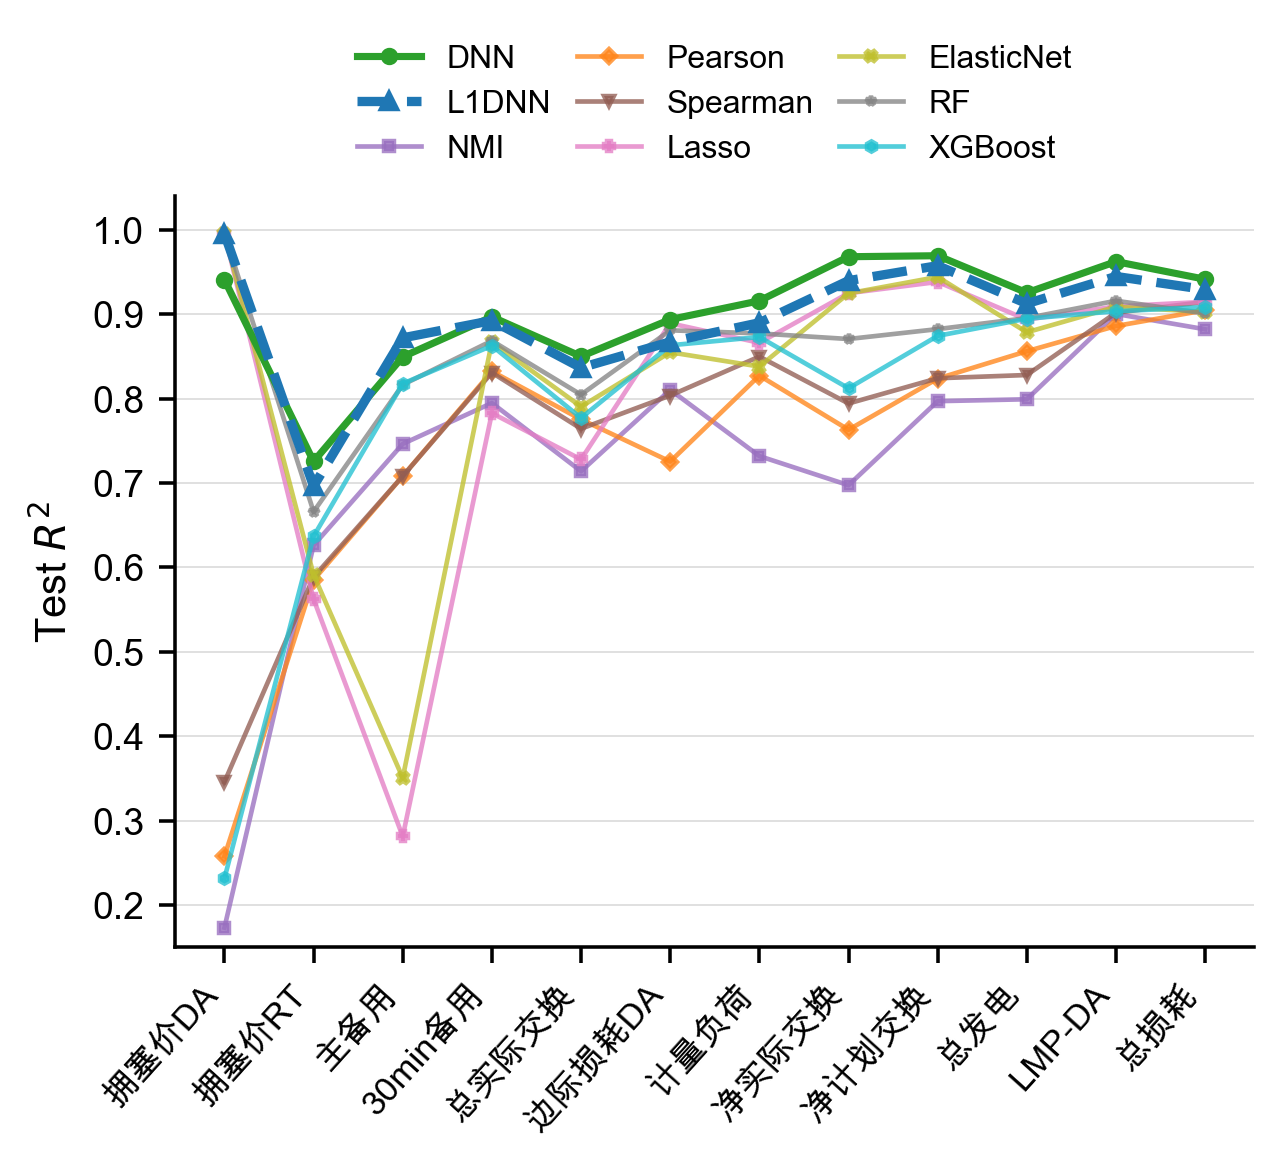 DNN
L1DNN
NMI
Pearson
Spearman
Lasso
ElasticNet
RF
XGBoost
Test R²
1.0
0.9
0.8
0.7
0.6
0.5
0.4
0.3
0.2
拥塞价DA
拥塞价RT
主备用
30min备用
总实际交换
边际损耗DA
计量负荷
净实际交换
净计划交换
总发电
LMP-DA
总损耗